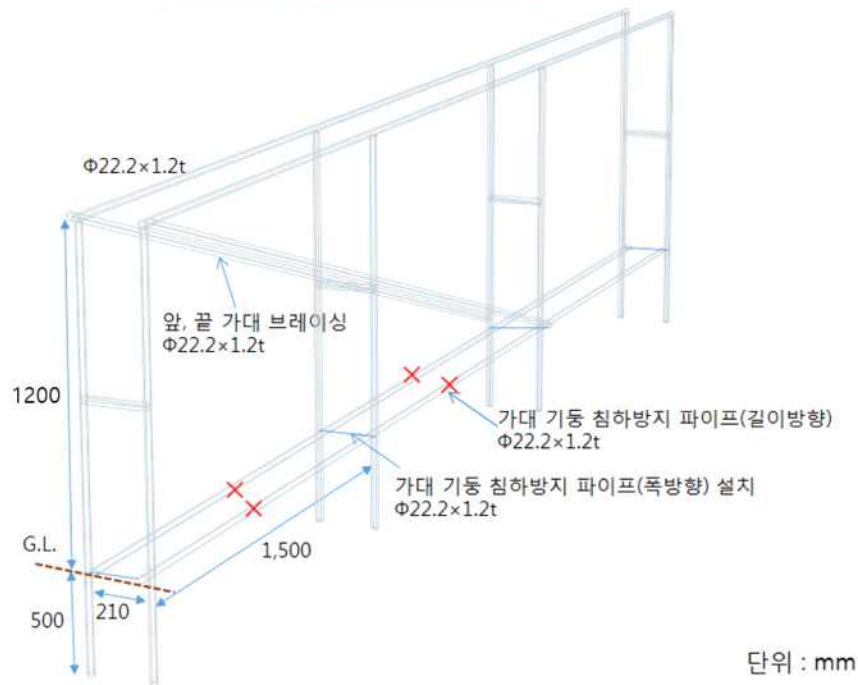 Φ22.2×1.2t
앞, 끝 가대 브레이싱
Φ22.2×1.2t
1200
가대 기둥 침하방지 파이프(길이방향)
Φ22.2×1.2t
가대 기둥 침하방지 파이프(폭방향) 설치
Φ22.2×1.2t
1,500
G.L.
210
500
단위 : mm